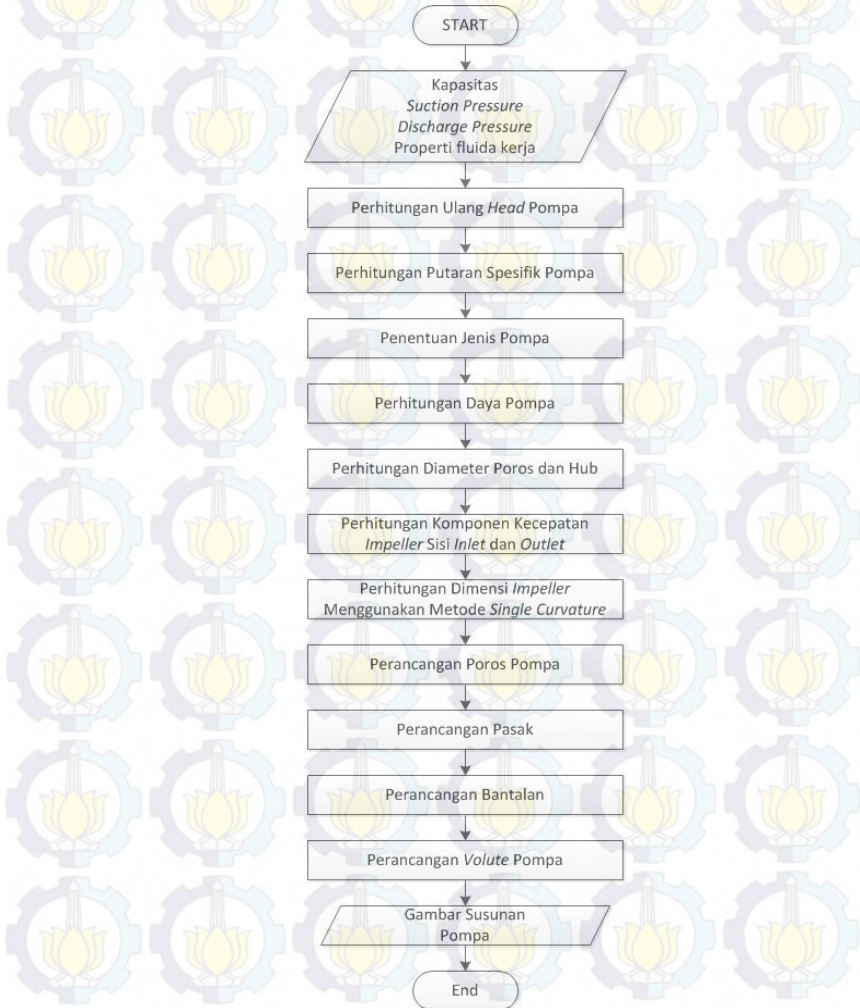 START
Kapasitas
Suction Pressure
Discharge Pressure
Properti fluida kerja
Perhitungan Ulang Head Pompa
Perhitungan Putaran Spesifik Pompa
Penentuan Jenis Pompa
Perhitungan Daya Pompa
Perhitungan Diameter Poros dan Hub
Perhitungan Komponen Kecepatan
Impeller Sisi Inlet dan Outlet
Perhitungan Dimensi Impeller
Menggunakan Metode Single Curvature
Perancangan Poros Pompa
Perancangan Pasak
Perancangan Bantalan
Perancangan Volute Pompa
Gambar Susunan
Pompa
End